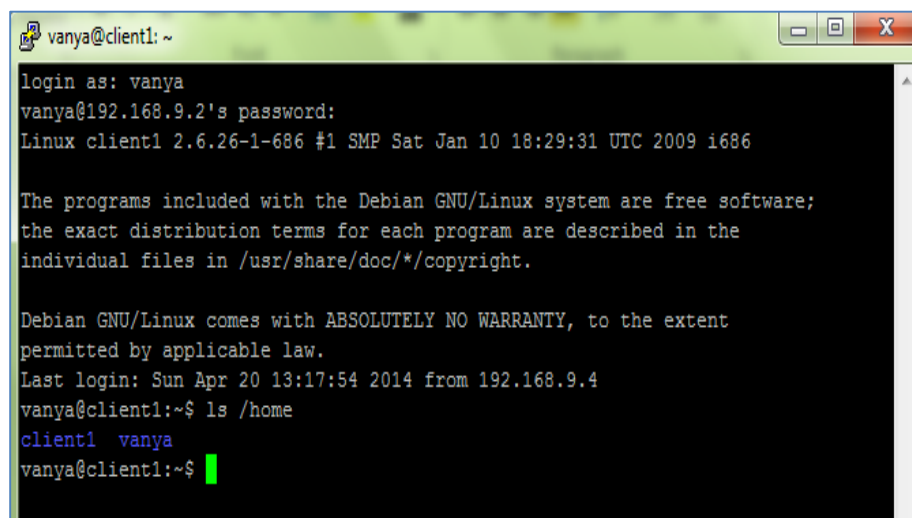 vanya@client1: ~
login as: vanya
vanya@192.168.9.2's password:
Linux client1 2.6.26-1-686 #1 SMP Sat Jan 10 18:29:31 UTC 2009 i686
The programs included with the Debian GNU/Linux system are free software;
the exact distribution terms for each program are described in the
individual files in /usr/share/doc/*/copyright.
Debian GNU/Linux comes with ABSOLUTELY NO WARRANTY, to the extent
permitted by applicable law.
Last login: Sun Apr 20 13:17:54 2014 from 192.168.9.4
vanya@client1:~$ ls /home
client1  vanya
vanya@client1:~$